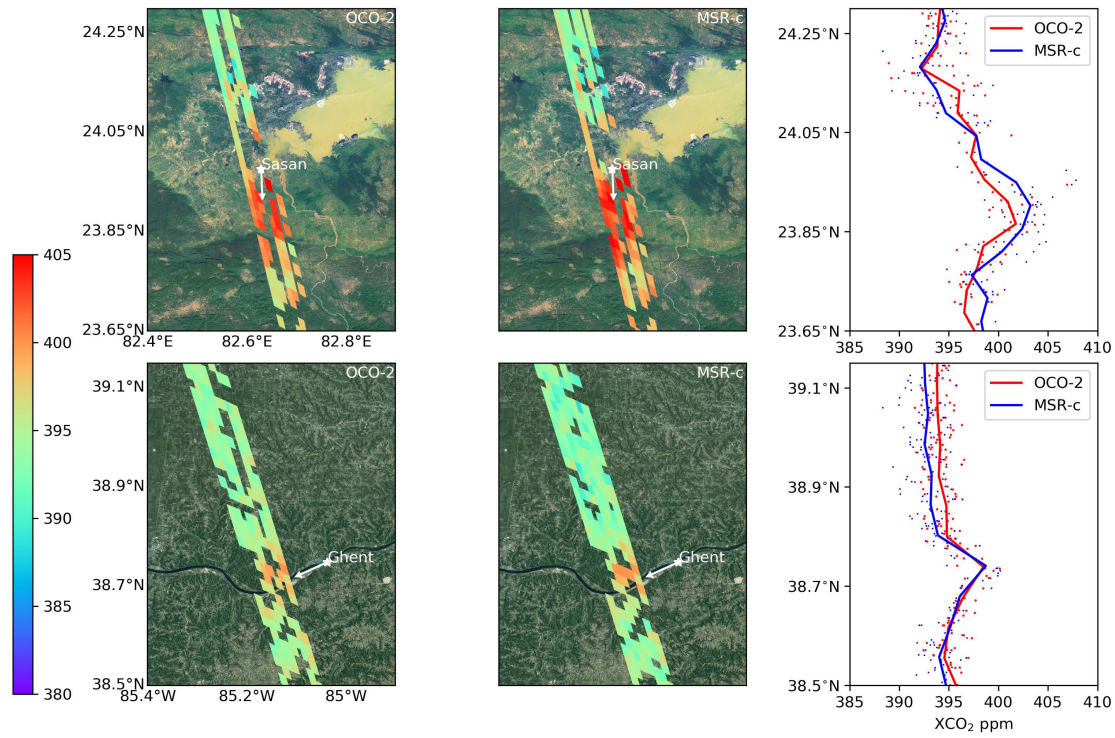 OCO-2
MSR-c
24.25°N
24.05°N
23.85°N
23.65°N
Sasan
Sasan
82.4°E
82.6°E
82.8°E
24.25°N
24.05°N
23.85°N
23.65°N
OCO-2
MSR-c
385
390
395
400
405
410
405
400
395
390
385
380
OCO-2
MSR-c
39.1°N
38.9°N
38.7°N
38.5°N
Ghent
Ghent
85.4°W
85.2°W
85°W
39.1°N
38.9°N
38.7°N
38.5°N
OCO-2
MSR-c
385
390
395
400
405
410
XCO₂ ppm